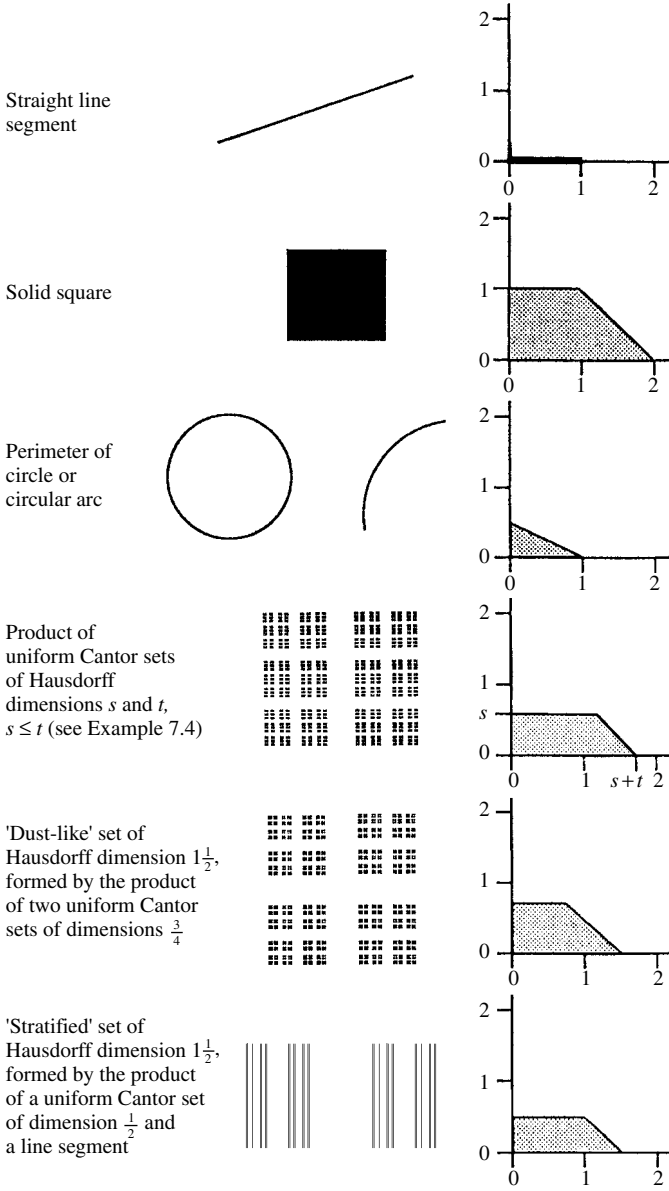 2
1
0
0 1 2
Straight line
segment
2
1
0
0 1 2
Solid square
2
1
0
0 1 2
Perimeter of
circle or
circular arc
2
1
s
0
0 1 s+t 2
Product of
uniform Cantor sets
of Hausdorff
dimensions s and t,
s ≤ t (see Example 7.4)
2
1
0
0 1 2
'Dust-like' set of
Hausdorff dimension 1 1/2,
formed by the product
of two uniform Cantor
sets of dimensions 3/4
2
1
0
0 1 2
'Stratified' set of
Hausdorff dimension 1 1/2,
formed by the product
of a uniform Cantor set
of dimension 1/2 and
a line segment